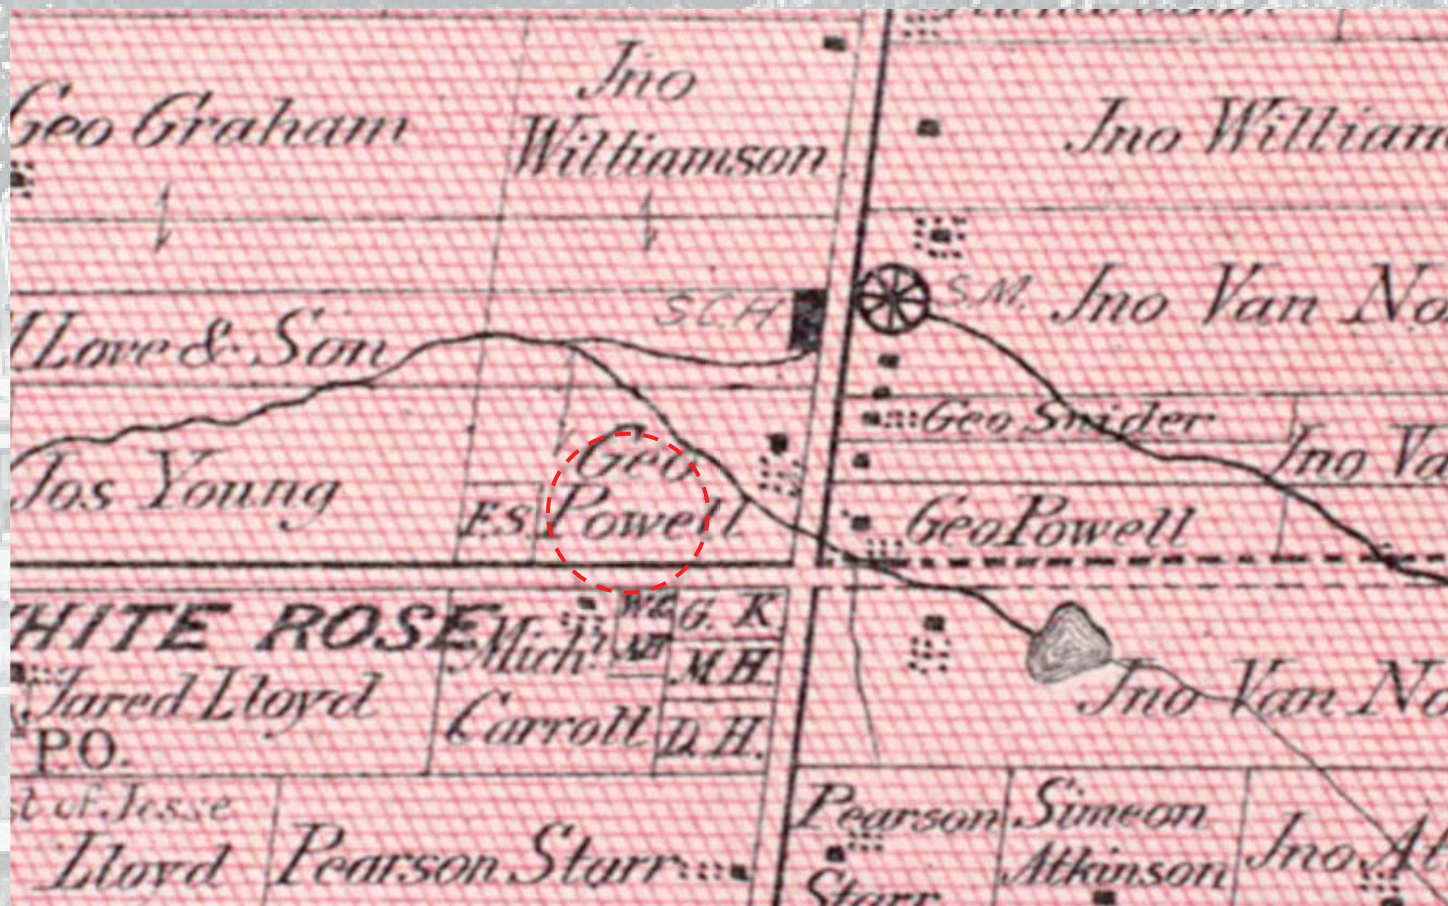 Jno
Geo Graham
Williamson
Jno William
S.C.H
S.M.
Jno Van No
Love & Son
Geo Snider
Geo
Jno Va
Jos Young
F.S.
Powell
Geo Powell
WHITE ROSE
Mich!
G. K
M H.
Jared Lloyd
Carroll
D. H.
Jno Van No
P.O.
st of Jesse
Lloyd
Pearson Starr
Pearson
Starr
Simeon
Atkinson
Jno At